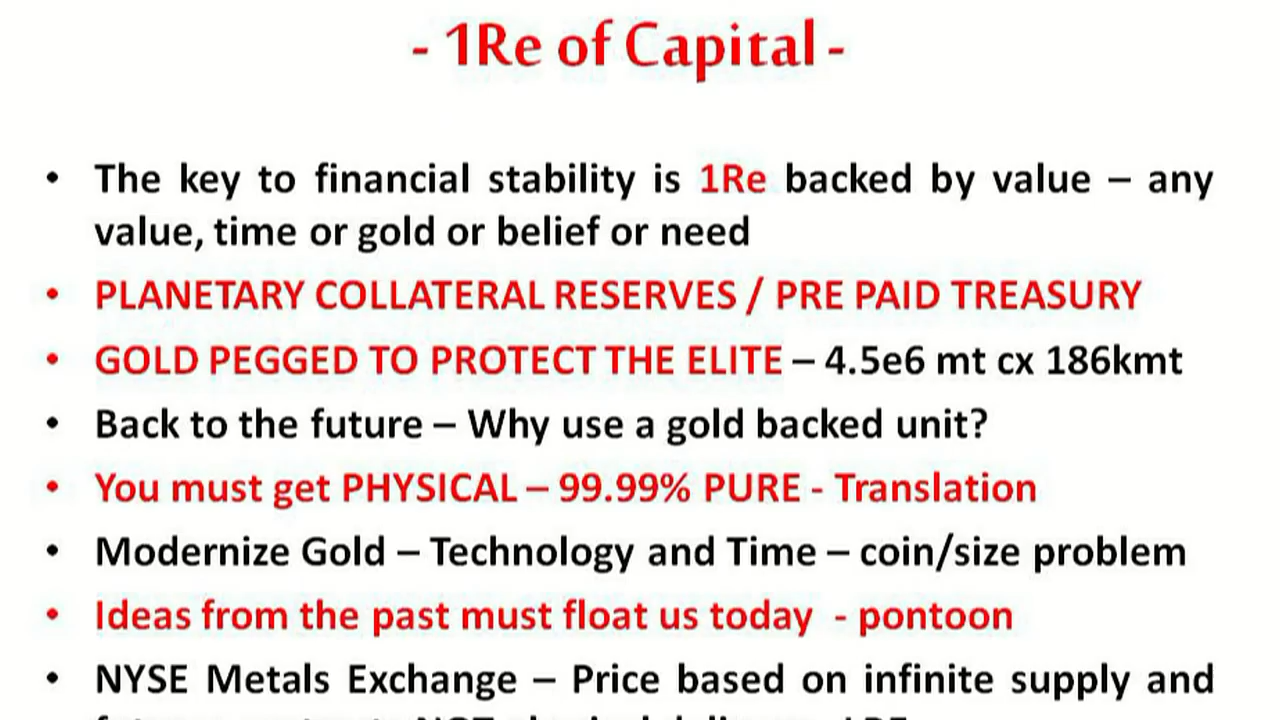 - 1Re of Capital -
• The key to financial stability is 1Re backed by value – any
value, time or gold or belief or need
• PLANETARY COLLATERAL RESERVES / PRE PAID TREASURY
• GOLD PEGGED TO PROTECT THE ELITE – 4.5e6 mt cx 186kmt
• Back to the future – Why use a gold backed unit?
• You must get PHYSICAL – 99.99% PURE - Translation
• Modernize Gold – Technology and Time – coin/size problem
• Ideas from the past must float us today - pontoon
• NYSE Metals Exchange – Price based on infinite supply and